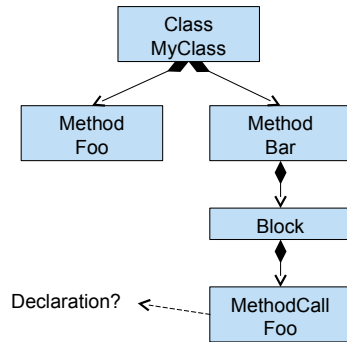 Class
MyClass
Method
Foo
Method
Bar
Block
Declaration?
MethodCall
Foo